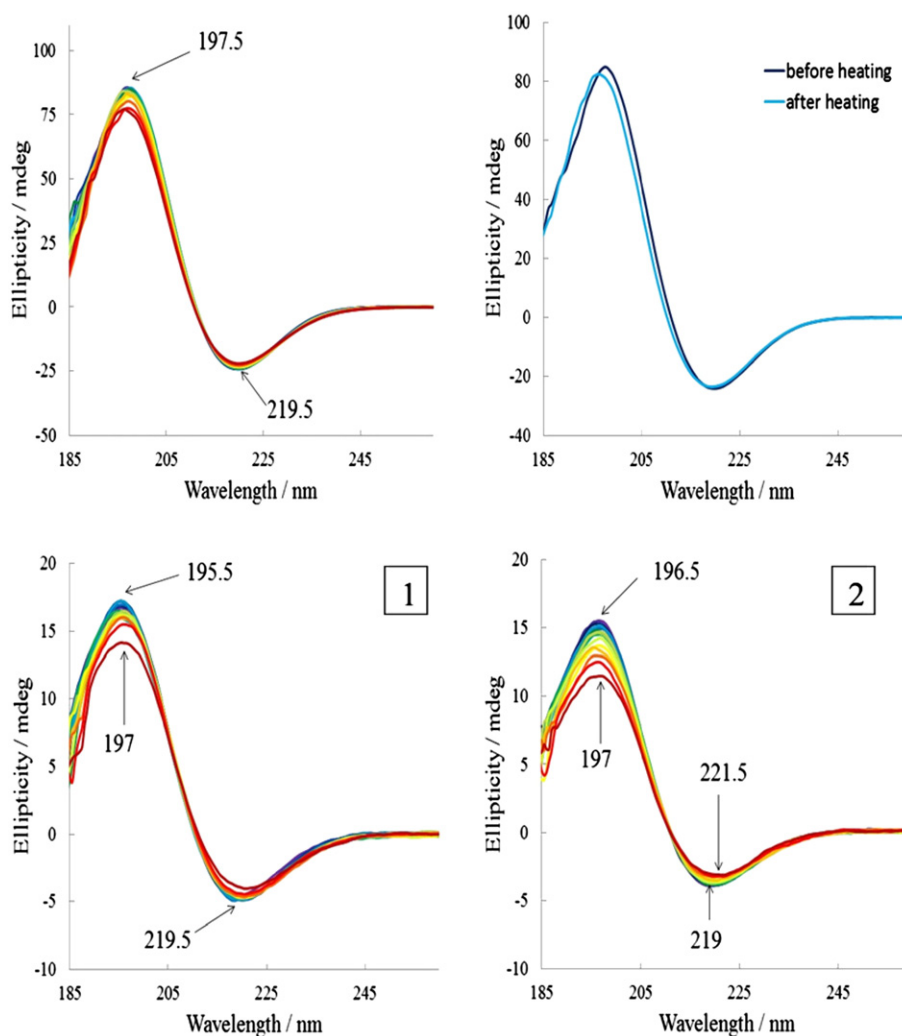 197.5
100
75
50
25
0
-25
-50
Ellipticity / mdeg
219.5
185 205 225 245
Wavelength / nm
before heating
after heating
100
80
60
40
20
0
-20
-40
Ellipticity / mdeg
185 205 225 245
Wavelength / nm
20
15
10
5
0
-5
-10
Ellipticity / mdeg
195.5
1
197
219.5
185 205 225 245
Wavelength / nm
20
15
10
5
0
-5
-10
Ellipticity / mdeg
196.5
2
197
221.5
219
185 205 225 245
Wavelength / nm